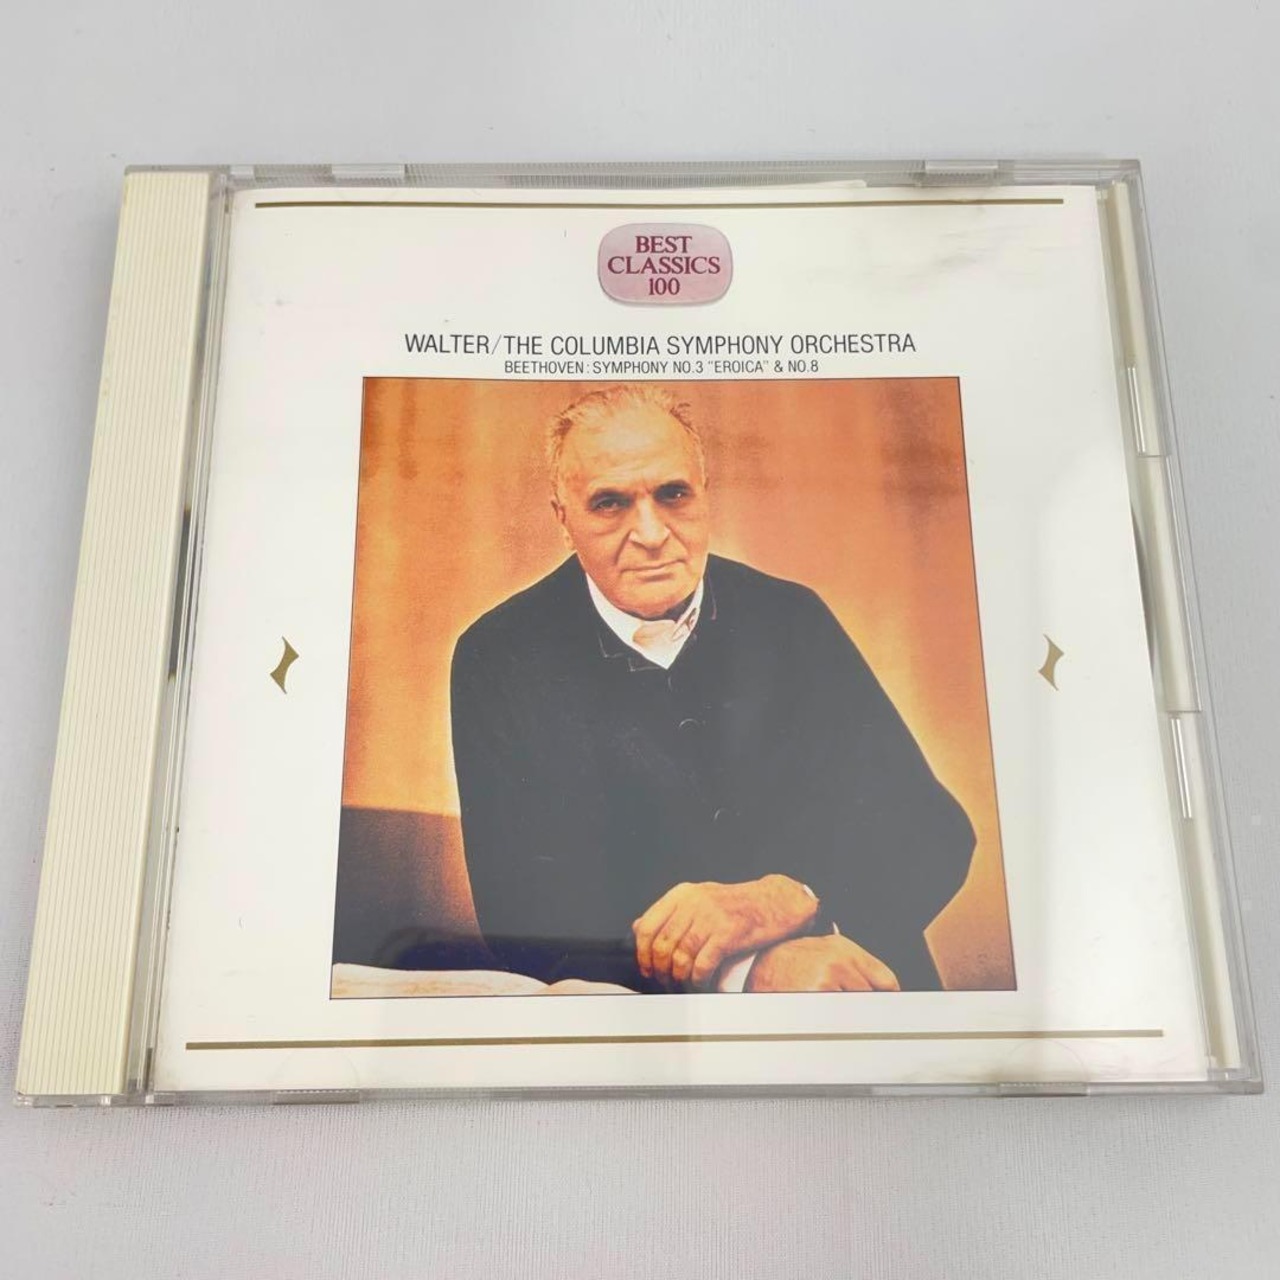 BEST
CLASSICS
100
WALTER/THE COLUMBIA SYMPHONY ORCHESTRA
BEETHOVEN: SYMPHONY NO.3 "EROICA" & NO.8